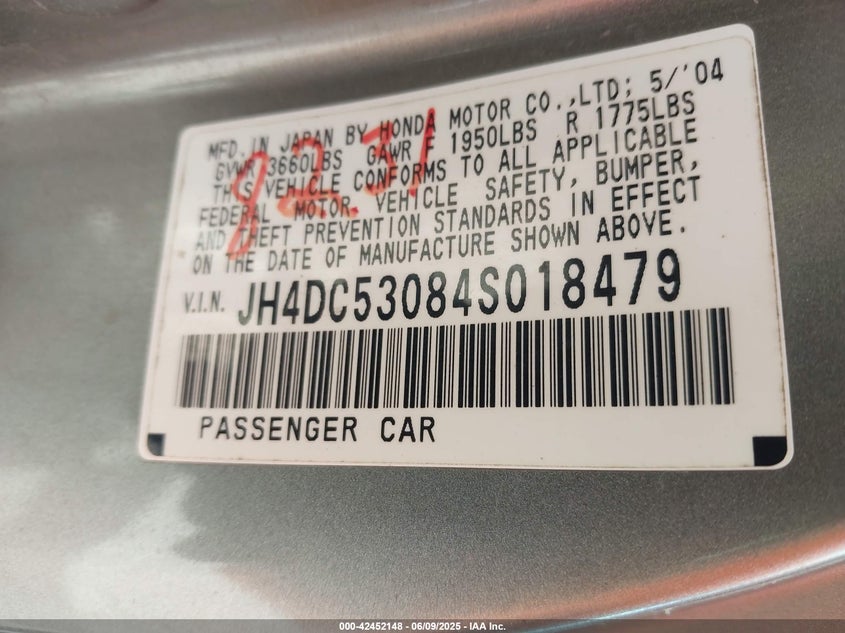 MFD. IN JAPAN BY HONDA MOTOR CO.,LTD; 5/'04
GVWR 3660LBS GAWR F 1950LBS R 1775LBS
THIS VEHICLE CONFORMS TO ALL APPLICABLE
FEDERAL MOTOR VEHICLE SAFETY, BUMPER,
AND THEFT PREVENTION STANDARDS IN EFFECT
ON THE DATE OF MANUFACTURE SHOWN ABOVE.
V.I.N. JH4DC53084S018479
PASSENGER CAR
000-42452148 - 06/09/2025 - IAA Inc.